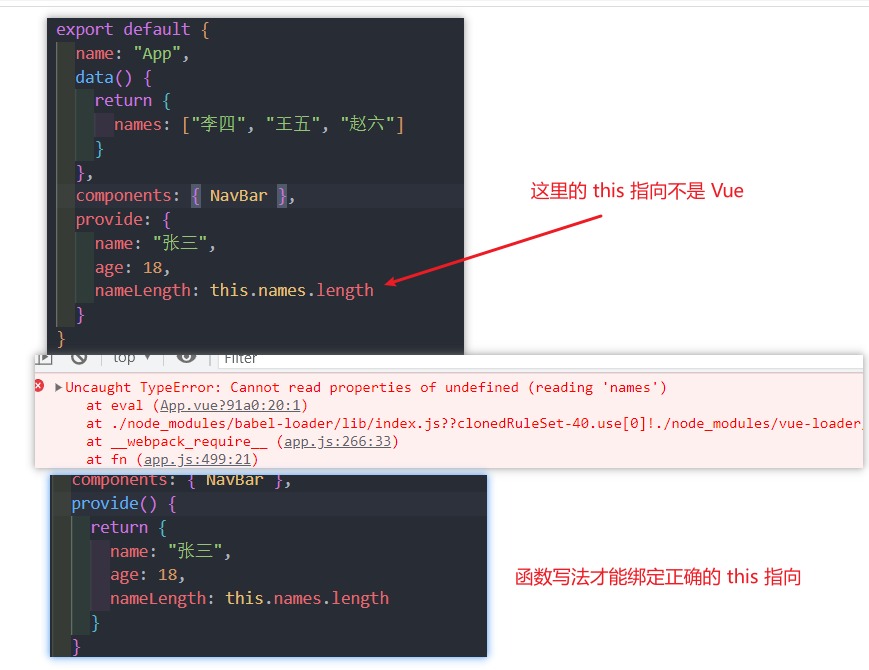 export default {
name: "App",
data() {
return {
names: ["李四", "王五", "赵六"]
}
},
components: { NavBar },
provide: {
name: "张三",
age: 18,
nameLength: this.names.length
}
}
这里的 this 指向不是 Vue
top
Filter
Uncaught TypeError: Cannot read properties of undefined (reading 'names')
at eval (App.vue?91a0:20:1)
at ./node_modules/babel-loader/lib/index.js??clonedRuleSet-40.use[0]!./node_modules/vue-loader
at __webpack_require__ (app.js:266:33)
at fn (app.js:499:21)
components: { NavBar },
provide() {
return {
name: "张三",
age: 18,
nameLength: this.names.length
}
}
函数写法才能绑定正确的 this 指向